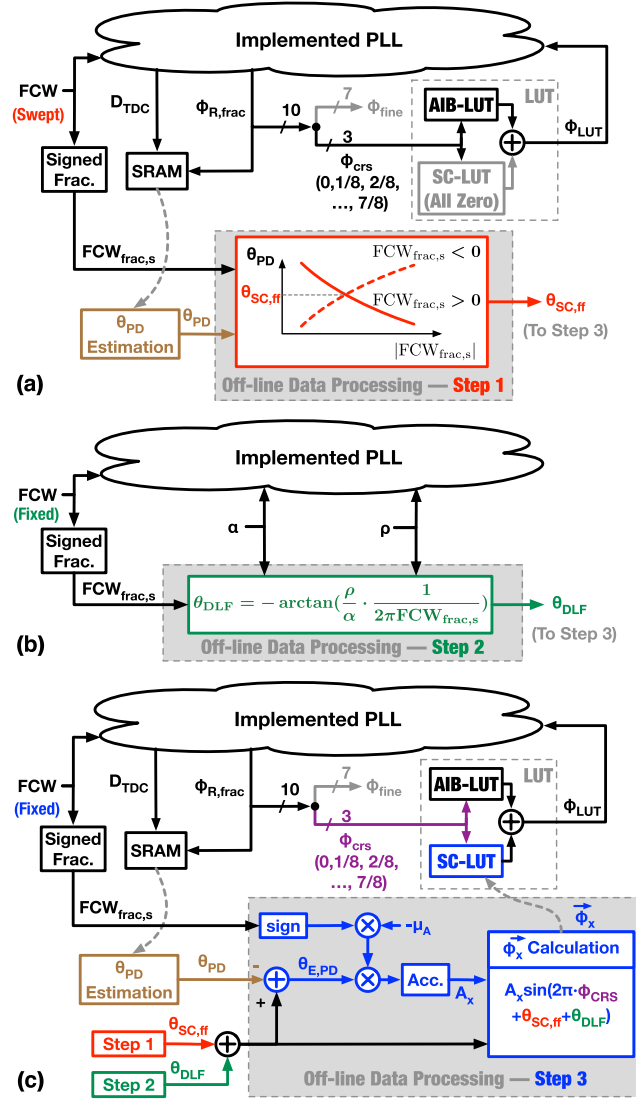 Implemented PLL
FCW
(Swept)
D_TDC
Φ_R,frac
10
7
Φ_fine
3
Φ_crs
(0,1/8, 2/8,
..., 7/8)
LUT
AIB-LUT
SC-LUT
(All Zero)
Φ_LUT
Signed
Frac.
SRAM
FCW_frac,s
θ_PD
FCW_frac,s < 0
θ_SC,ff
FCW_frac,s > 0
|FCW_frac,s|
θ_SC,ff
(To Step 3)
θ_PD
Estimation
θ_PD
Off-line Data Processing — Step 1
(a)
Implemented PLL
FCW
(Fixed)
Signed
Frac.
α
ρ
FCW_frac,s
θ_DLF = − arctan(ρ/α · 1/2πFCW_frac,s)
θ_DLF
(To Step 3)
Off-line Data Processing — Step 2
(b)
Implemented PLL
FCW
(Fixed)
D_TDC
Φ_R,frac
10
7
Φ_fine
3
Φ_crs
(0,1/8, 2/8,
..., 7/8)
LUT
AIB-LUT
SC-LUT
Φ_LUT
Signed
Frac.
SRAM
FCW_frac,s
sign
-μ_A
Φ_x
θ_PD
Estimation
θ_PD
-
+
θ_E,PD
Acc.
A_x
Φ_x Calculation
A_x sin(2π·Φ_CRS
+θ_SC,ff+θ_DLF)
Step 1
θ_SC,ff
Step 2
θ_DLF
Off-line Data Processing — Step 3
(c)